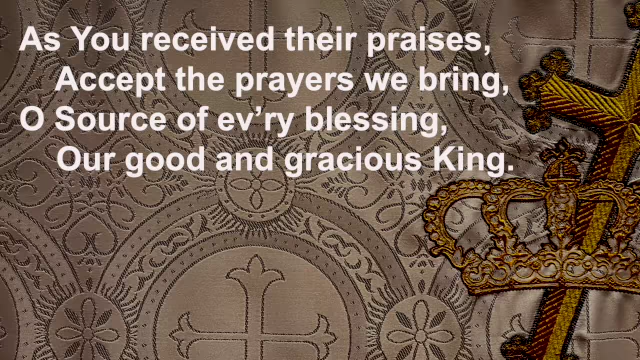 As You received their praises,
Accept the prayers we bring,
O Source of ev’ry blessing,
Our good and gracious King.